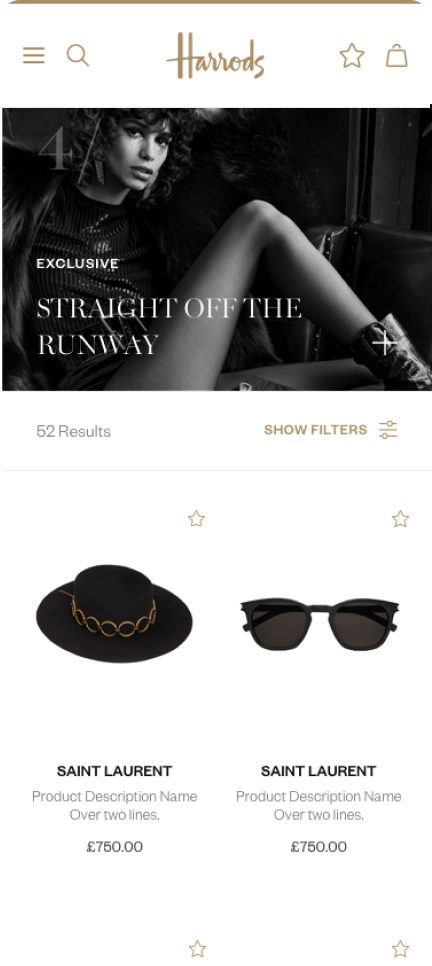 Harrods
4/
EXCLUSIVE
STRAIGHT OFF THE
RUNWAY
52 Results
SHOW FILTERS
SAINT LAURENT
SAINT LAURENT
Product Description Name
Over two lines.
Product Description Name
Over two lines.
£750.00
£750.00